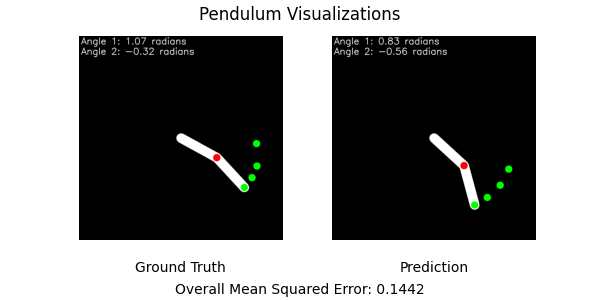 Pendulum Visualizations
Angle 1: 1.07 radians
Angle 2: −0.32 radians
Angle 1: 0.83 radians
Angle 2: −0.56 radians
Ground Truth
Prediction
Overall Mean Squared Error: 0.1442